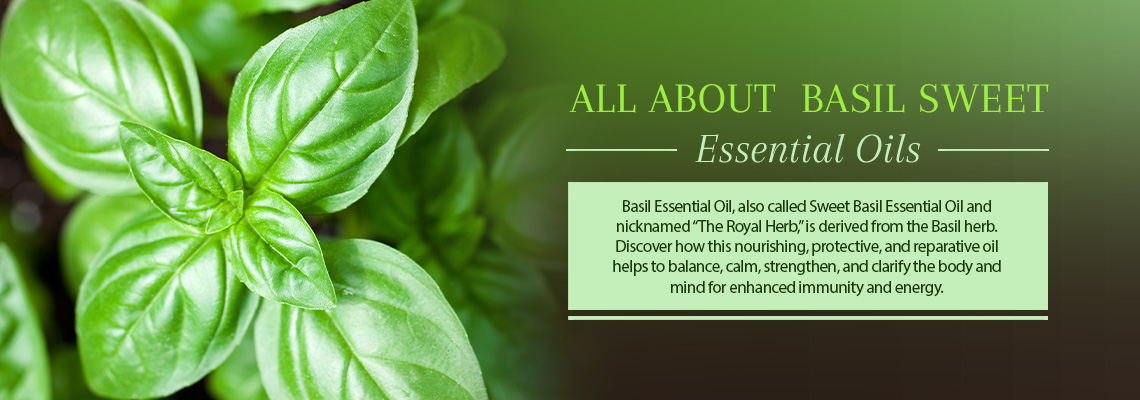 ALL ABOUT BASIL SWEET
Essential Oils
Basil Essential Oil, also called Sweet Basil Essential Oil and
nicknamed “The Royal Herb,” is derived from the Basil herb.
Discover how this nourishing, protective, and reparative oil
helps to balance, calm, strengthen, and clarify the body and
mind for enhanced immunity and energy.